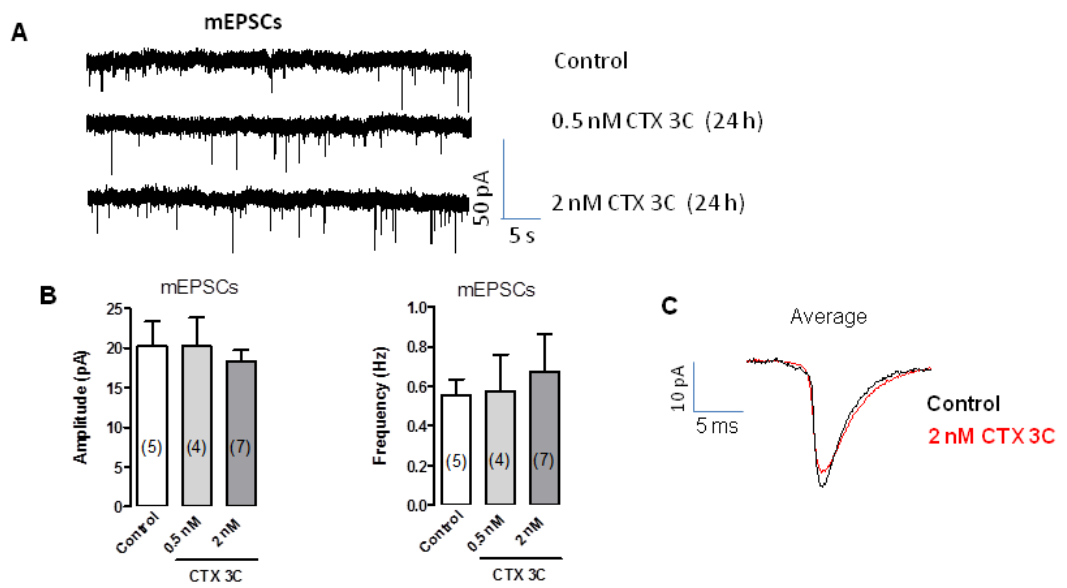 A
mEPSCs
Control
0.5 nM CTX 3C (24 h)
2 nM CTX 3C (24 h)
50 pA
5 s
B
mEPSCs
Amplitude (pA)
25
20
15
10
5
0
(5)
(4)
(7)
Control
0.5 nM
2 nM
CTX 3C
mEPSCs
Frequency (Hz)
1.0
0.8
0.6
0.4
0.2
0.0
(5)
(4)
(7)
Control
0.5 nM
2 nM
CTX 3C
C
Average
10 pA
5 ms
Control
2 nM CTX 3C